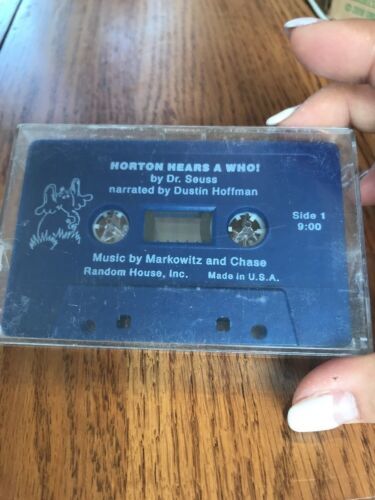 HORTON HEARS A WHO!
by Dr. Seuss
narrated by Dustin Hoffman
Side 1
9:00
Music by Markowitz and Chase
Random House, Inc. Made in U.S.A.